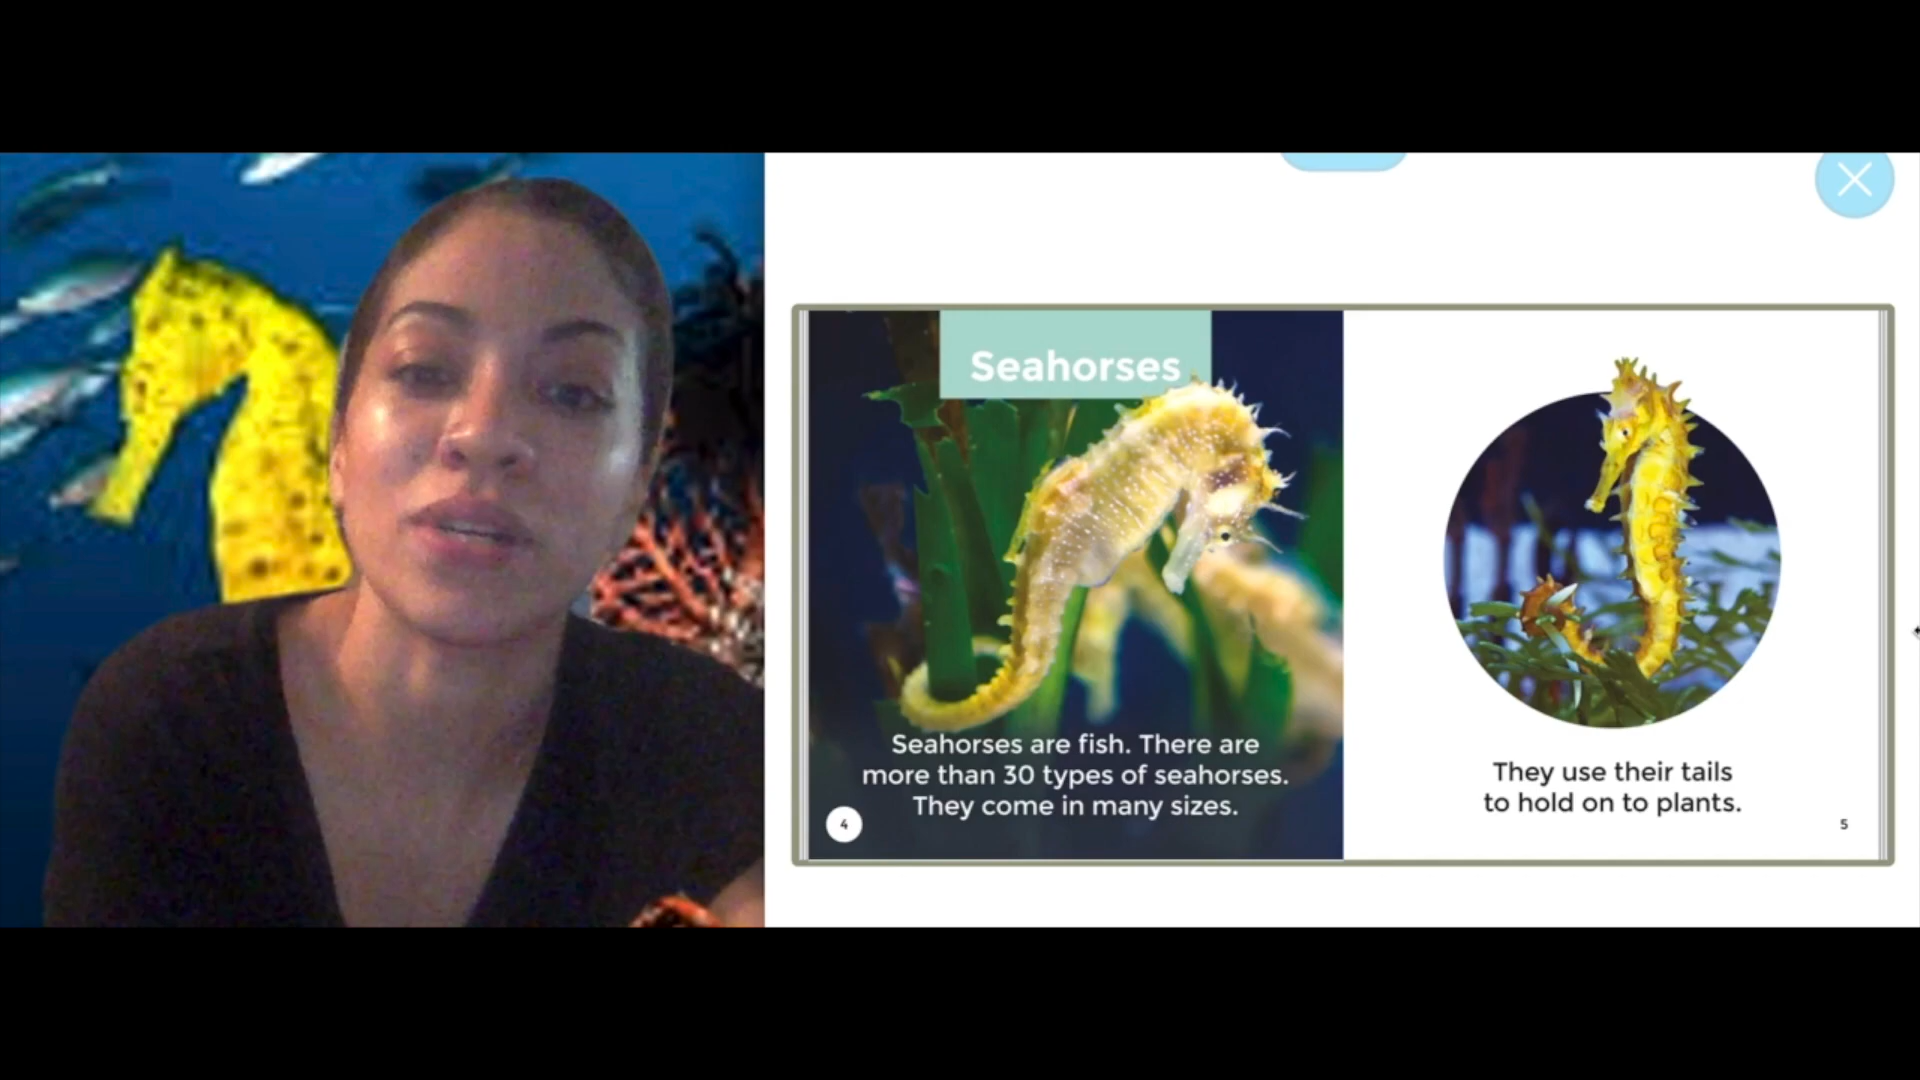 Seahorses
Seahorses are fish. There are
more than 30 types of seahorses.
They come in many sizes.
4
They use their tails
to hold on to plants.
5